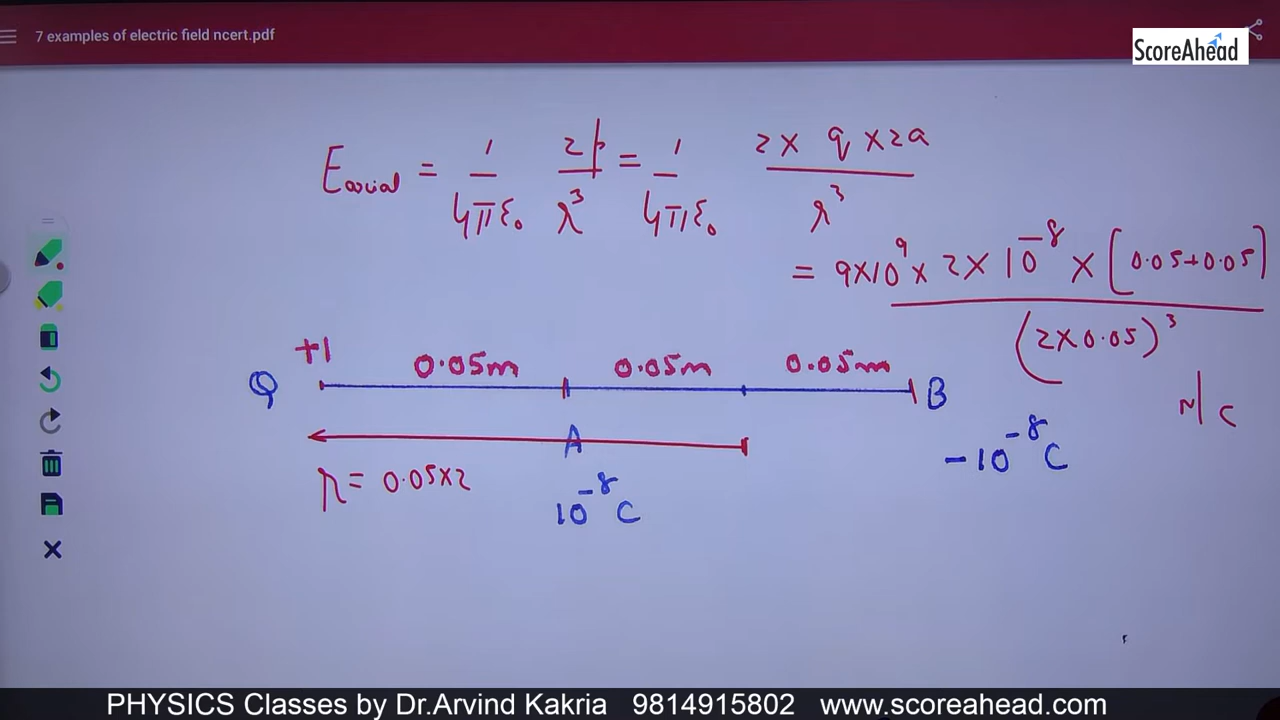 7 examples of electric field ncert.pdf
ScoreAhead
E axial = 1/4πε₀ 2p/r³ = 1/4πε₀ 2 × q × 2a/r³
= 9×10⁹ × 2 × 10⁻⁸ × [0.05+0.05]/(2×0.05)³ N/C
+1 0.05m 0.05m 0.05m
Q B
A
r = 0.05×2
10⁻⁸ C
-10⁻⁸ C
PHYSICS Classes by Dr.Arvind Kakria 9814915802 www.scoreahead.com